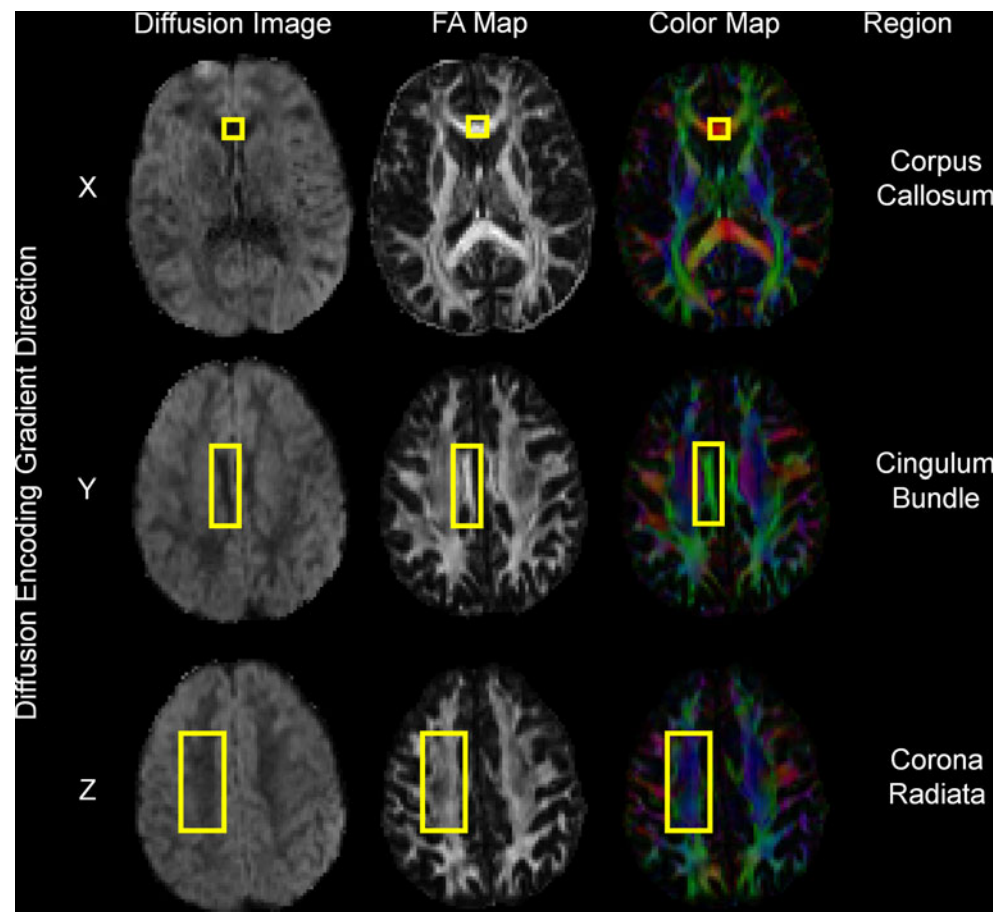 Diffusion Image FA Map Color Map Region
Diffusion Encoding Gradient Direction
X
Corpus
Callosum
Y
Cingulum
Bundle
Z
Corona
Radiata